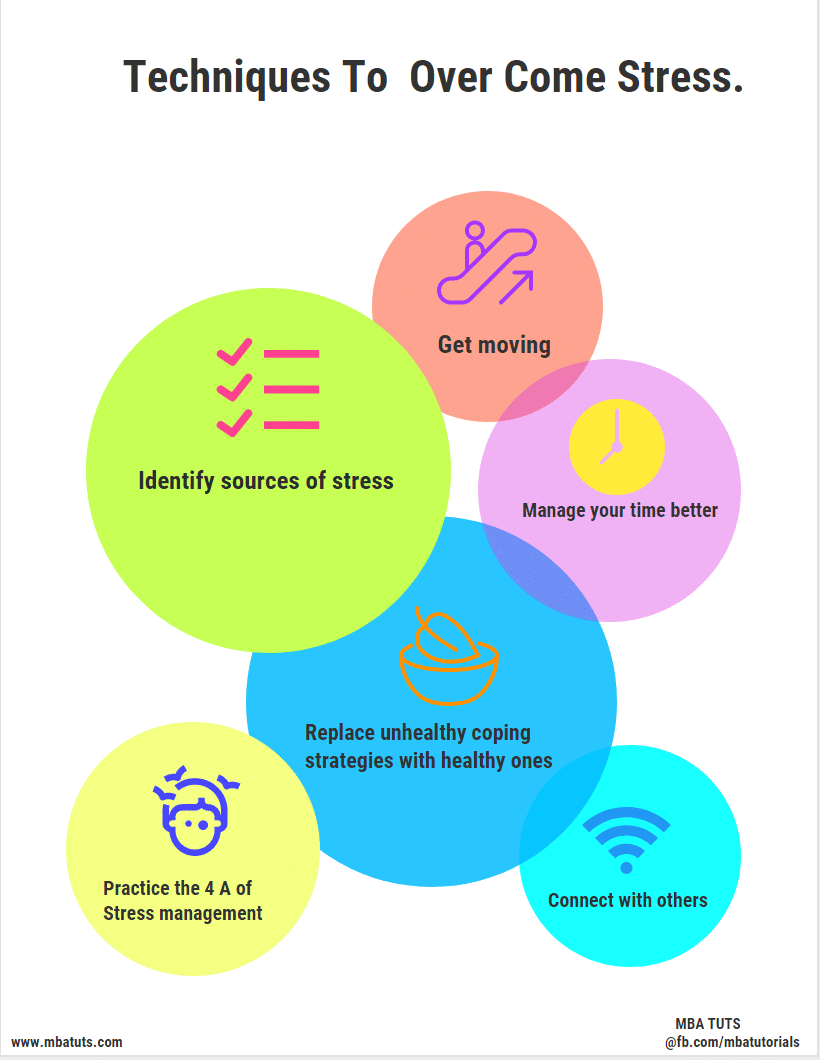 Techniques To  Over Come Stress.
Get moving
Identify sources of stress
Manage your time better
Replace unhealthy coping
strategies with healthy ones
Practice the 4 A of
Stress management
Connect with others
MBA TUTS
www.mbatuts.com
@fb.com/mbatutorials